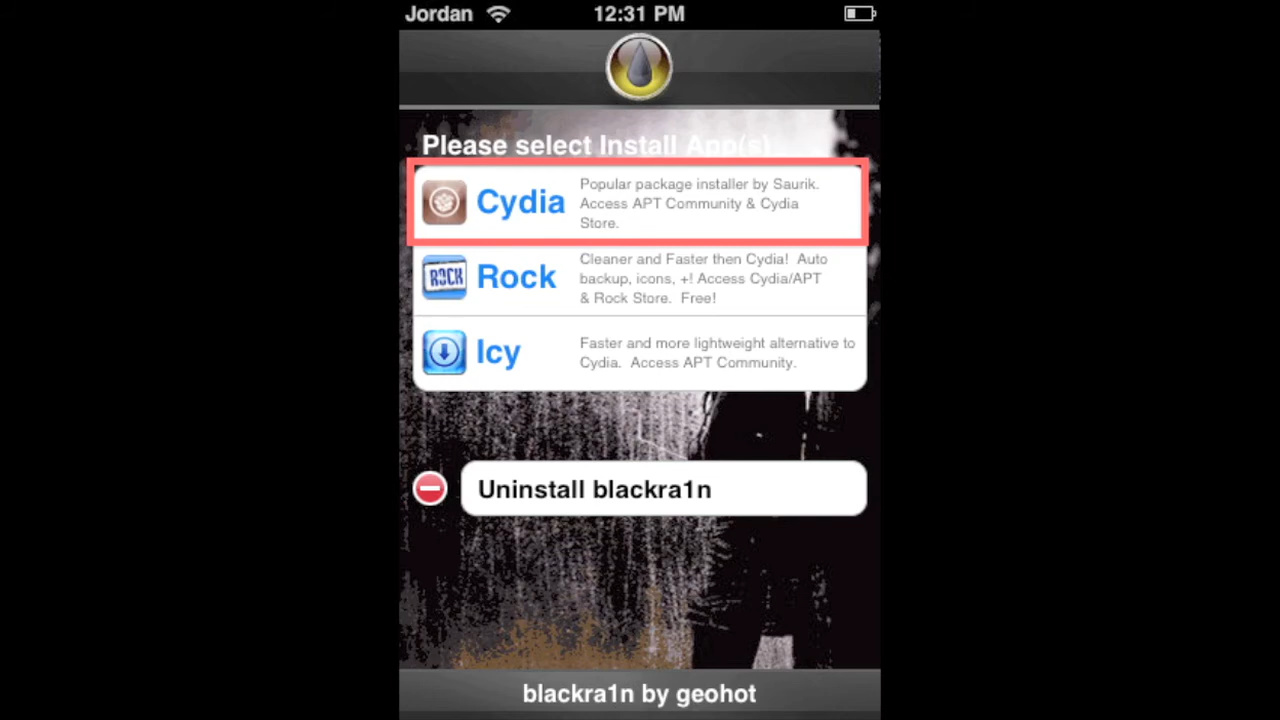 Jordan 12:31 PM
Please select Install App(s)
Cydia
Popular package installer by Saurik.
Access APT Community & Cydia
Store.
ROCK
Rock
Cleaner and Faster then Cydia! Auto
backup, icons, +! Access Cydia/APT
& Rock Store. Free!
Icy
Faster and more lightweight alternative to
Cydia. Access APT Community.
Uninstall blackra1n
blackra1n by geohot